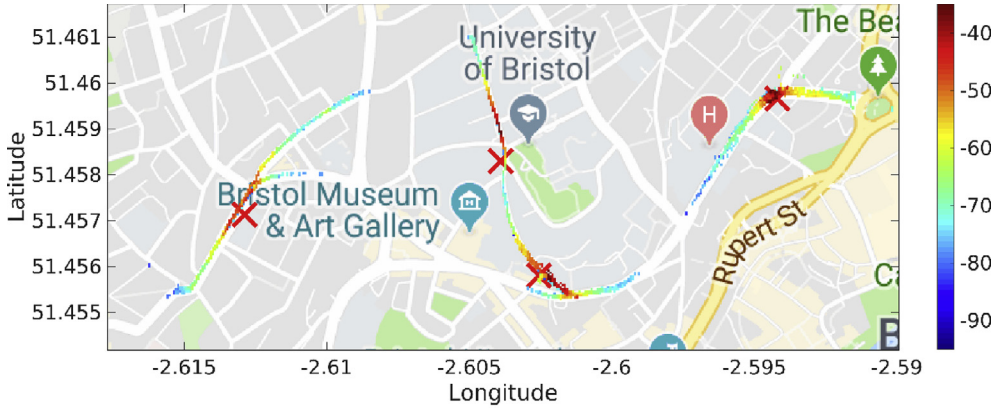 51.461
51.46
51.459
51.458
51.457
51.456
51.455
Latitude
-2.615
-2.61
-2.605
-2.6
-2.595
-2.59
Longitude
University
of Bristol
The Bea
H
Bristol Museum
& Art Gallery
Rupert St
Ca
B
-40
-50
-60
-70
-80
-90